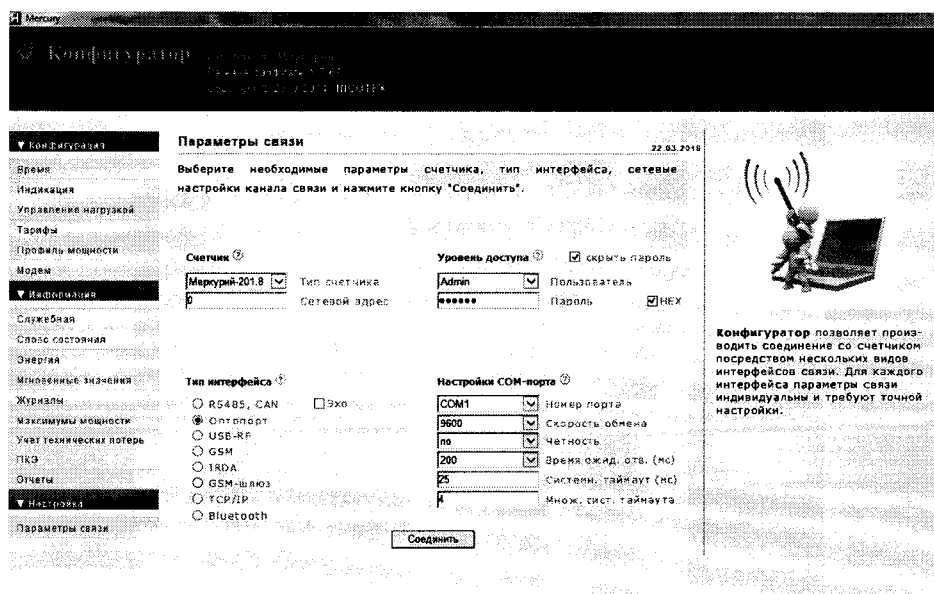 Mercury
Конфигуратор
INCOTEX
▼ Конфигурация
Время
Индикация
Управление нагрузкой
Тарифы
Профиль мощности
Модем
▼ Информация
Служебная
Слово состояния
Энергия
Мгновенные значения
Журналы
Максимумы мощности
Учет технических потерь
ПКЭ
Отчеты
▼ Настройка
Параметры связи
Параметры связи
22.03.2016
Выберите необходимые параметры счетчика, тип интерфейса, сетевые
настройки канала связи и нажмите кнопку "Соединить".
Счетчик ?
Меркурий-201.8 Тип счетчика
0 Сетевой адрес
Уровень доступа ? скрыть пароль
Admin Пользователь
●●●●●● Пароль HEX
Тип интерфейса ?
RS485, CAN Эхо
Оптопорт
USB-RF
GSM
IRDA
GSM-шлюз
TCP/IP
Bluetooth
Настройки COM-порта ?
COM1 Номер порта
9600 Скорость обмена
no Четность
200 Время ожид. отв. (мс)
25 Системн. таймаут (мс)
4 Множ. сист. таймаута
Соединить
Конфигуратор позволяет произ-
водить соединение со счетчиком
посредством нескольких видов
интерфейсов связи. Для каждого
интерфейса параметры связи
индивидуальны и требуют точной
настройки.